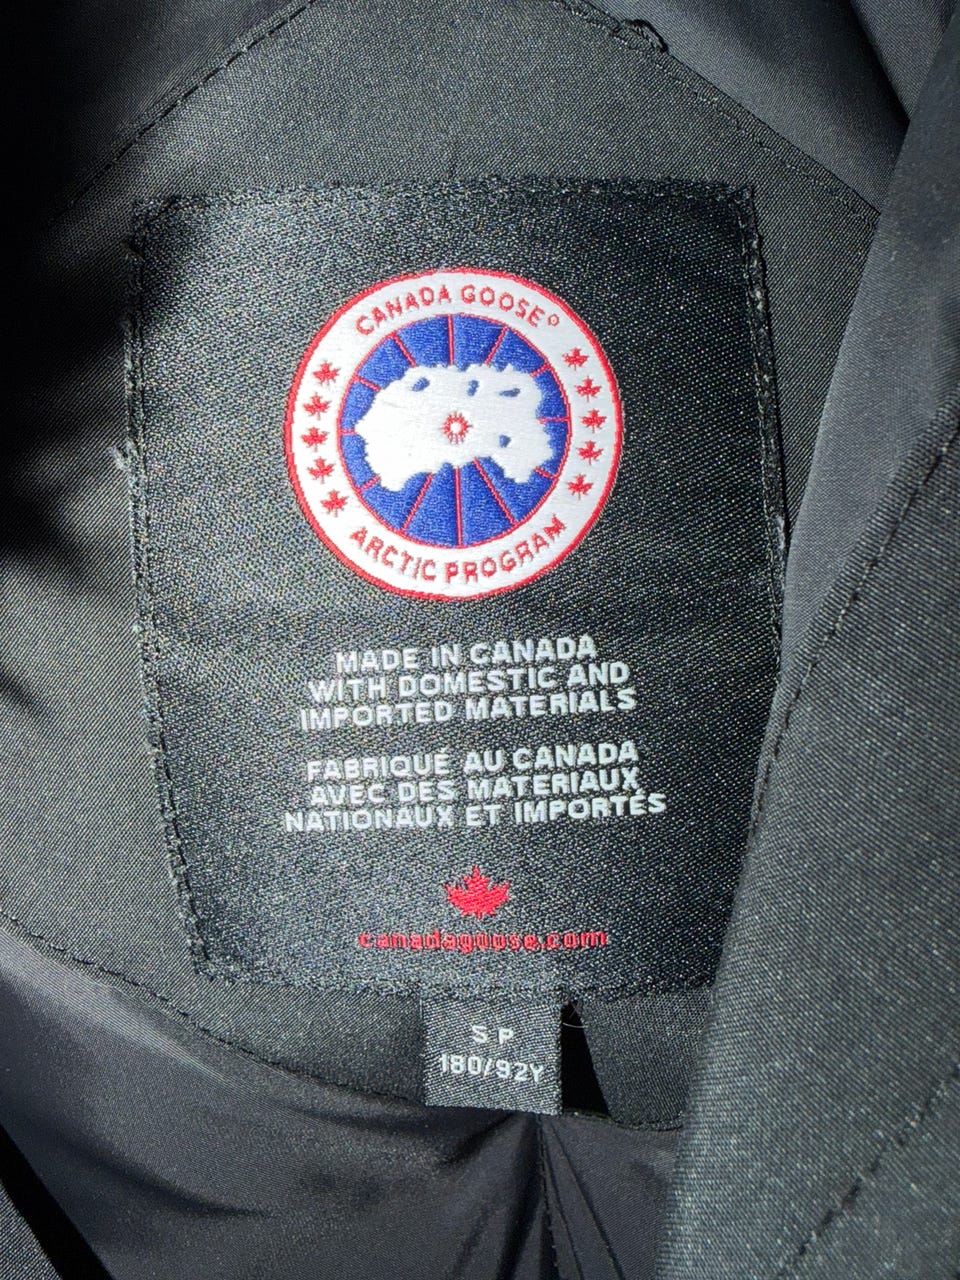 CANADA GOOSE®
ARCTIC PROGRAM
MADE IN CANADA
WITH DOMESTIC AND
IMPORTED MATERIALS
FABRIQUÉ AU CANADA
AVEC DES MATERIAUX
NATIONAUX ET IMPORTÉS
canadagoose.com
S P
180/92Y